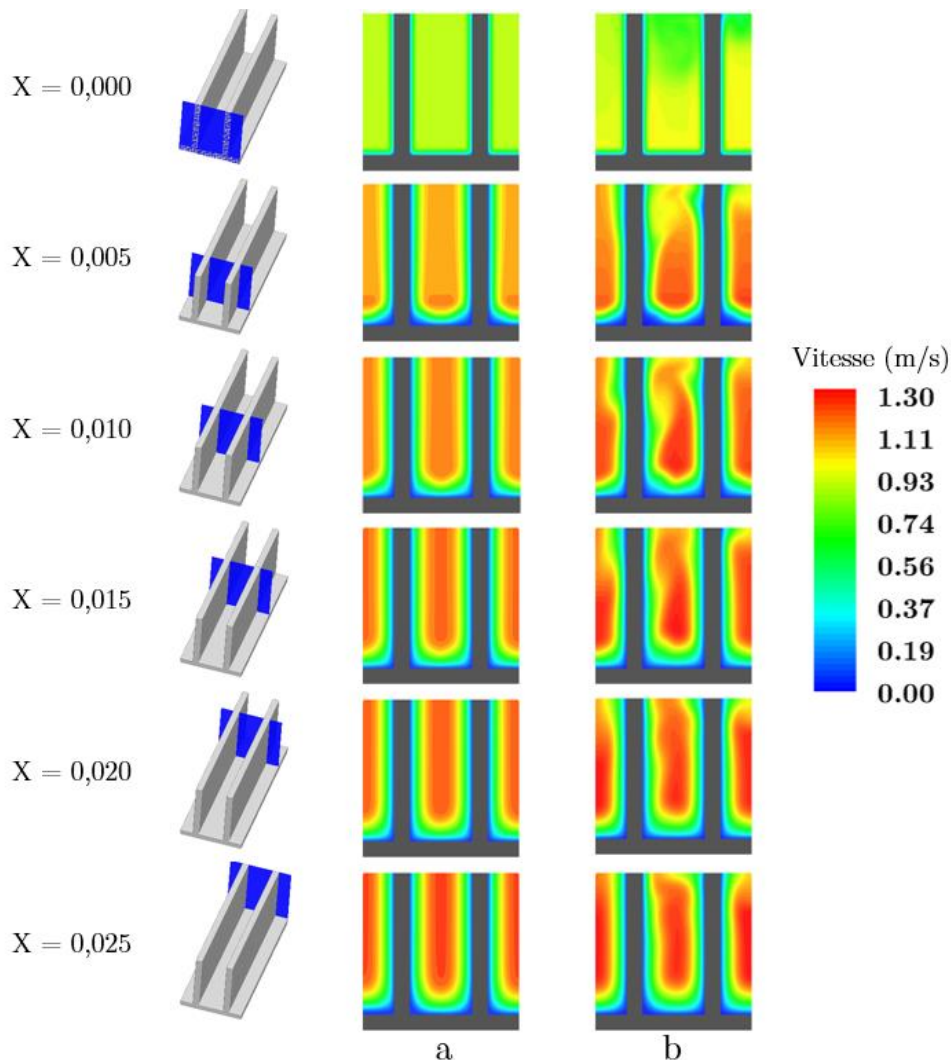 X = 0,000
X = 0,005
X = 0,010
X = 0,015
X = 0,020
X = 0,025
Vitesse (m/s)
1.30
1.11
0.93
0.74
0.56
0.37
0.19
0.00
a
b